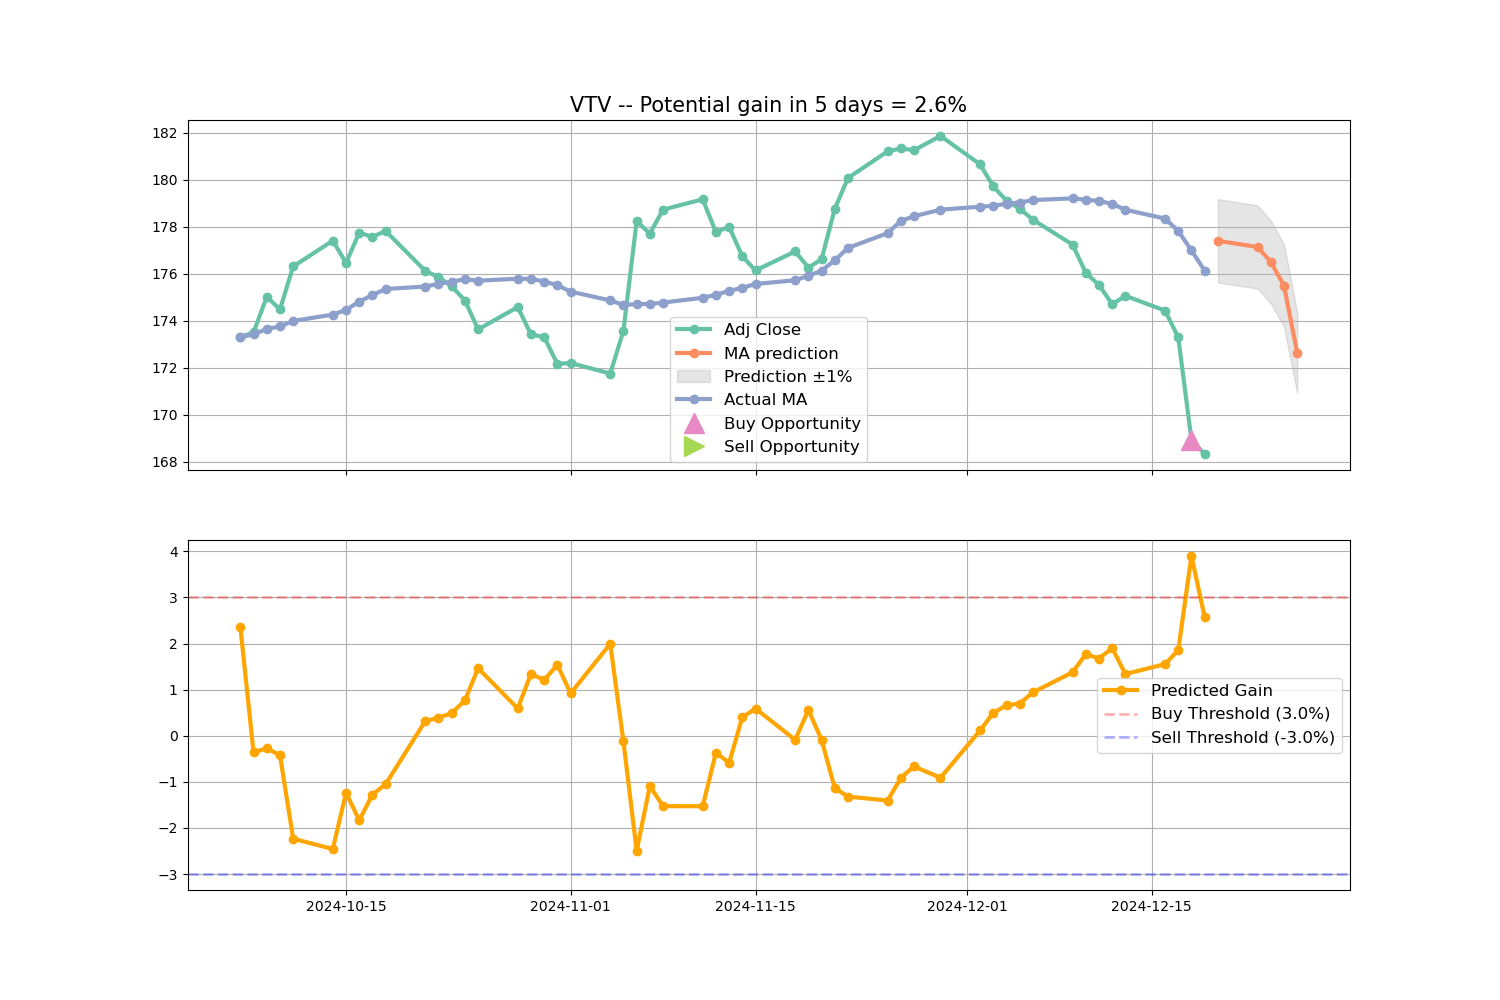 VTV -- Potential gain in 5 days = 2.6%
182
180
178
176
174
172
170
168
Adj Close
MA prediction
Prediction ±1%
Actual MA
Buy Opportunity
Sell Opportunity
4
3
2
1
0
−1
−2
−3
Predicted Gain
Buy Threshold (3.0%)
Sell Threshold (-3.0%)
2024-10-15
2024-11-01
2024-11-15
2024-12-01
2024-12-15